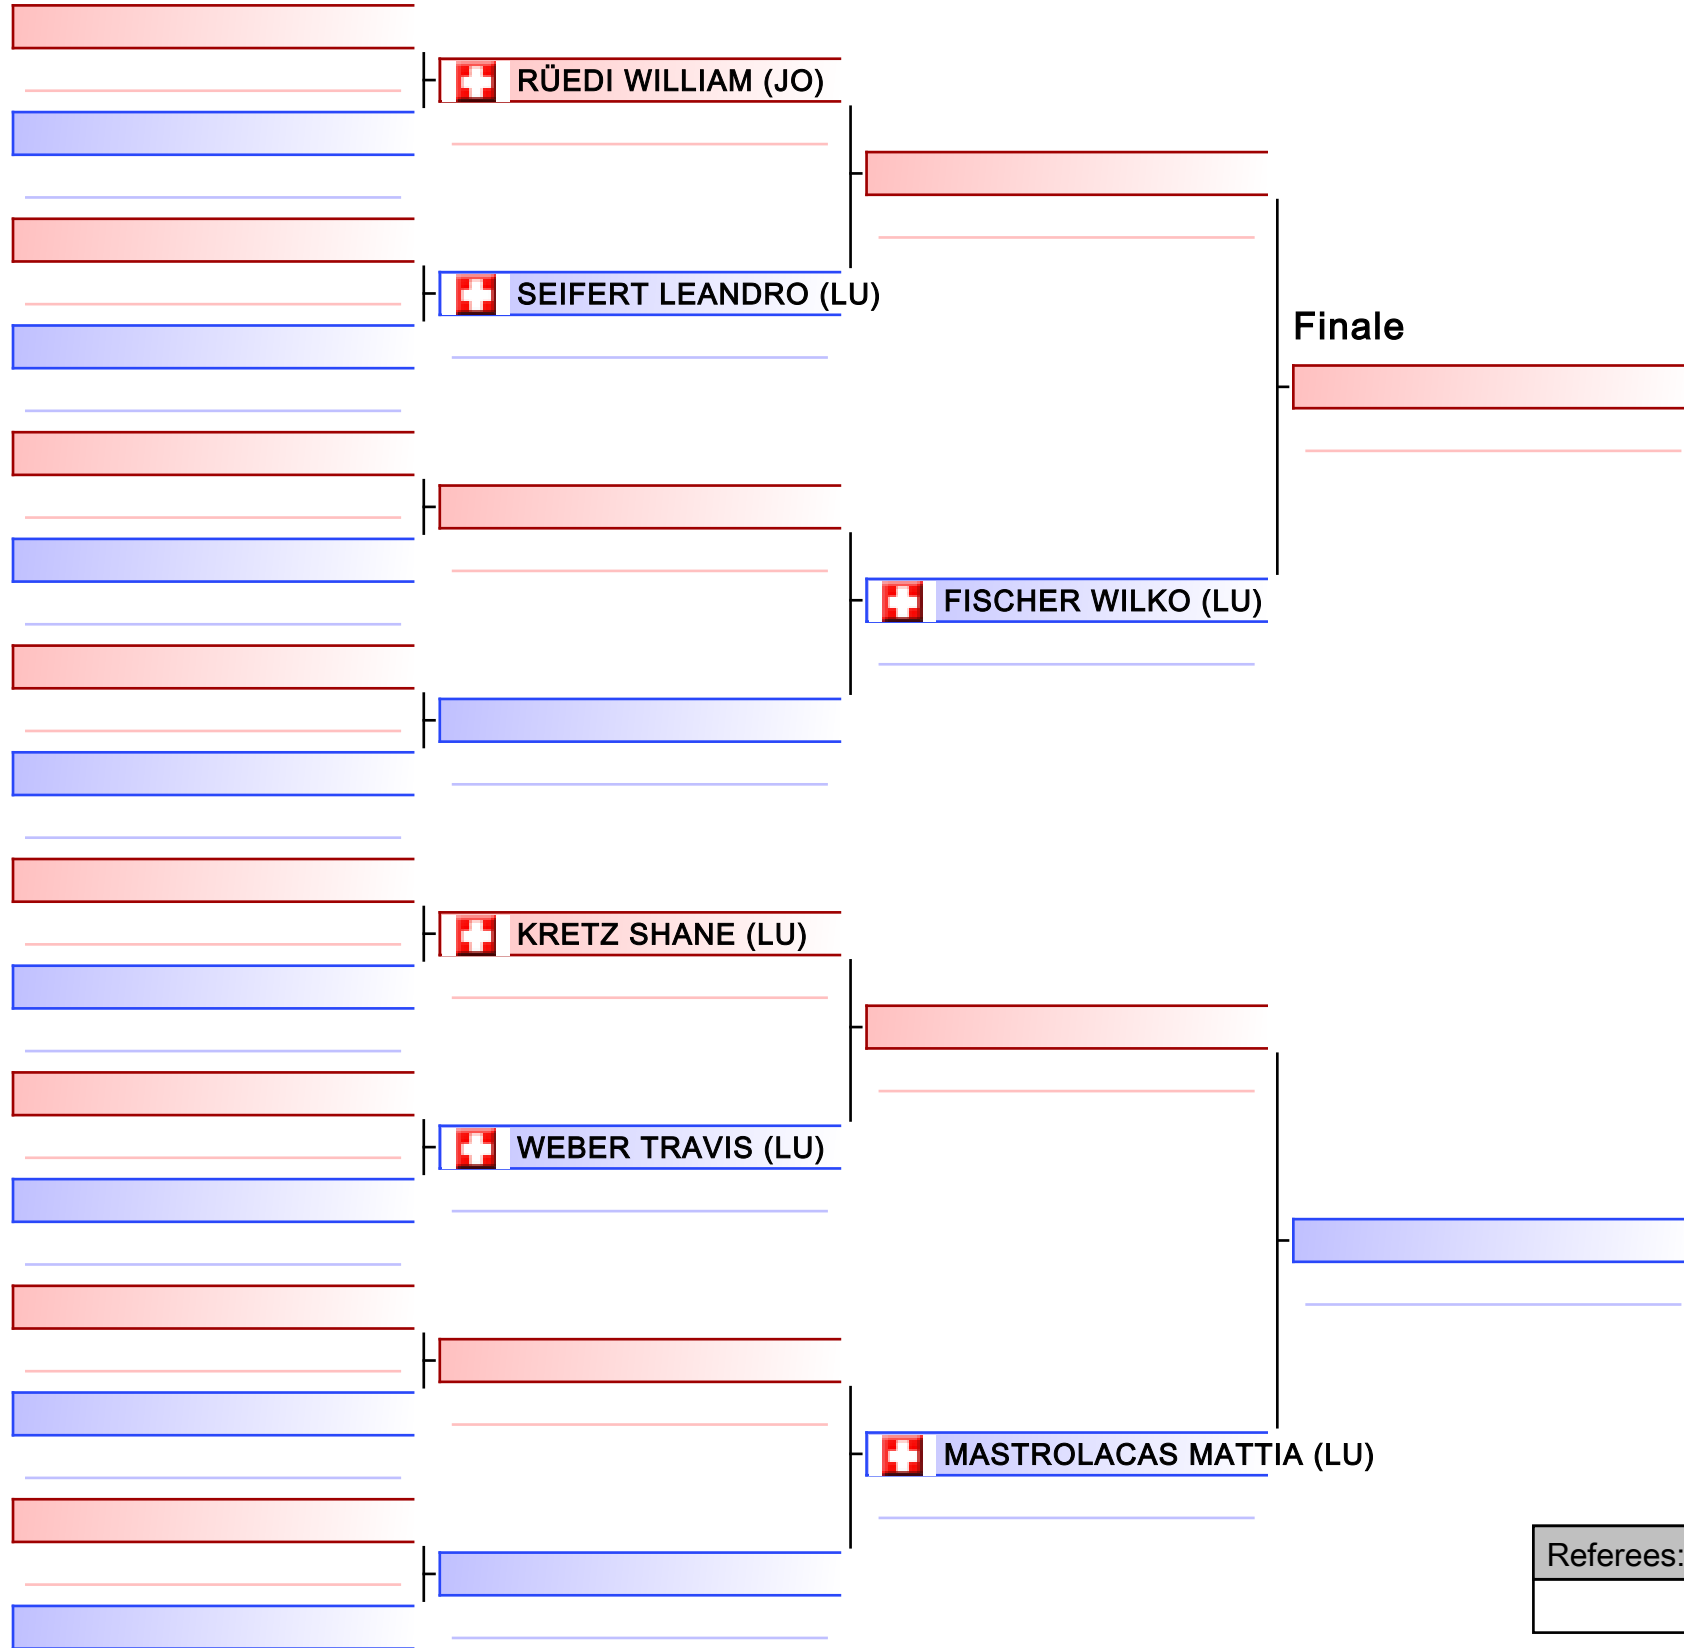 RÜEDI WILLIAM (JO)
SEIFERT LEANDRO (LU)
Finale
FISCHER WILKO (LU)
KRETZ SHANE (LU)
WEBER TRAVIS (LU)
MASTROLACAS MATTIA (LU)
Referees: